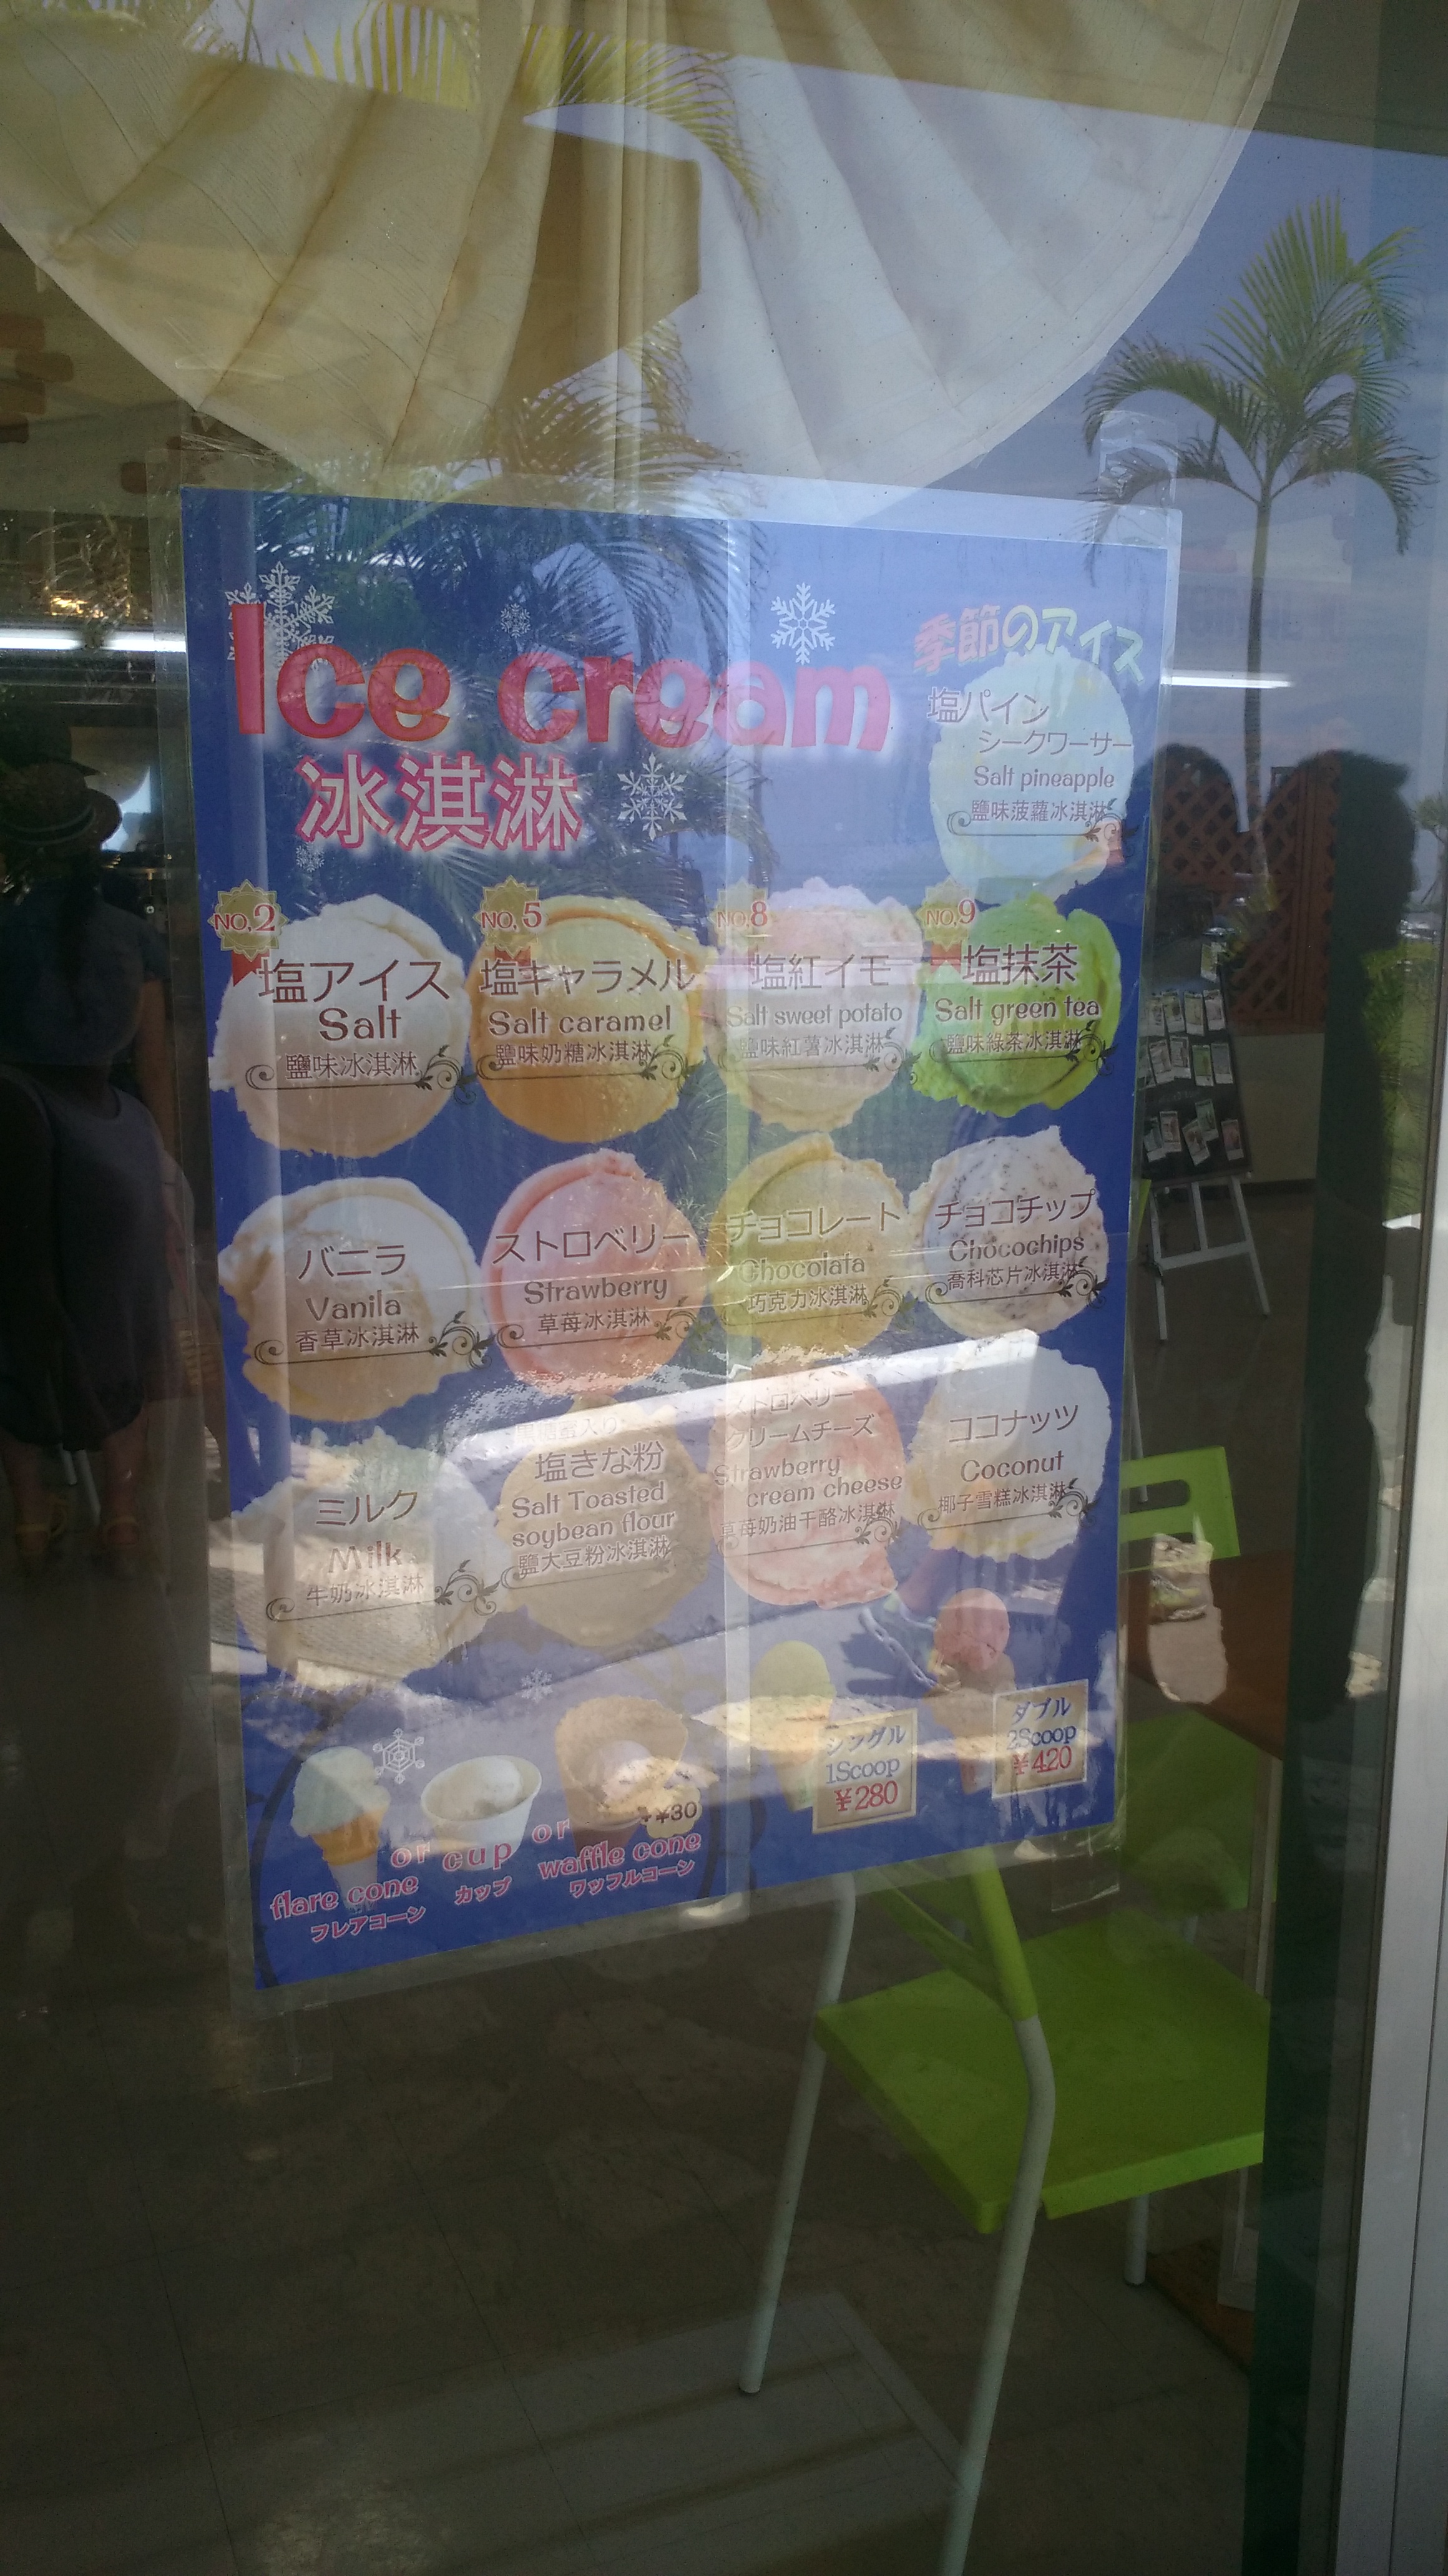 Ice cream
冰淇淋
季節のアイス
塩パイン
シークワーサー
Salt pineapple
鹽味菠蘿冰淇淋
NO.2
塩アイス
Salt
鹽味冰淇淋
NO.5
塩キャラメル
Salt caramel
鹽味奶糖冰淇淋
NO.8
塩紅イモ
Salt sweet potato
鹽味紅薯冰淇淋
NO.9
塩抹茶
Salt green tea
鹽味綠茶冰淇淋
バニラ
Vanila
香草冰淇淋
ストロベリー
Strawberry
草莓冰淇淋
チョコレート
Chocolata
巧克力冰淇淋
チョコチップ
Chocochips
喬科芯片冰淇淋
ミルク
Milk
牛奶冰淇淋
黒糖蜜入り
塩きな粉
Salt Toasted
soybean flour
鹽大豆粉冰淇淋
ストロベリー
クリームチーズ
Strawberry
cream cheese
草莓奶油干酪冰淇淋
ココナッツ
Coconut
椰子雪糕冰淇淋
flare cone
フレアコーン
or
cup
カップ
or
+¥30
waffle cone
ワッフルコーン
シングル
1Scoop
¥280
ダブル
2Scoop
¥420